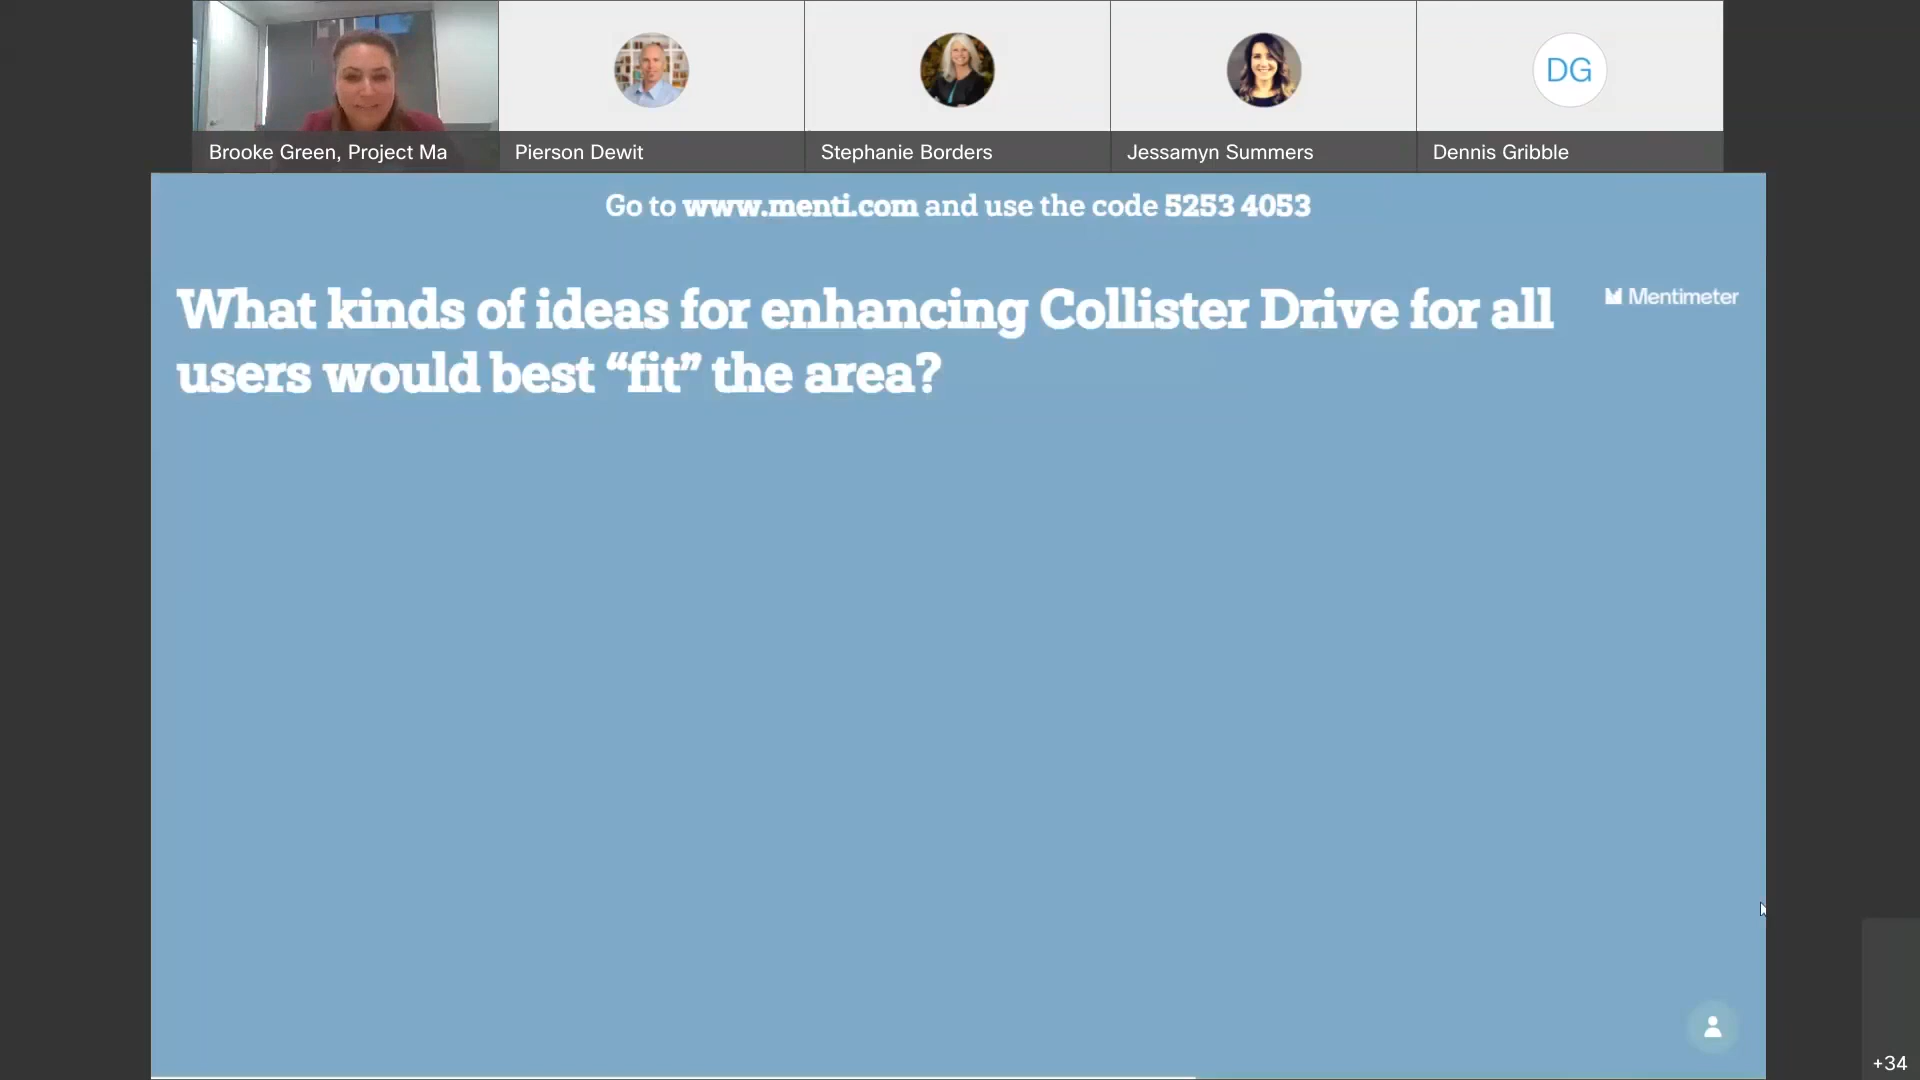 Brooke Green, Project Ma
Pierson Dewit
Stephanie Borders
Jessamyn Summers
DG
Dennis Gribble
Go to www.menti.com and use the code 5253 4053
What kinds of ideas for enhancing Collister Drive for all
users would best “fit” the area?
Mentimeter
+34